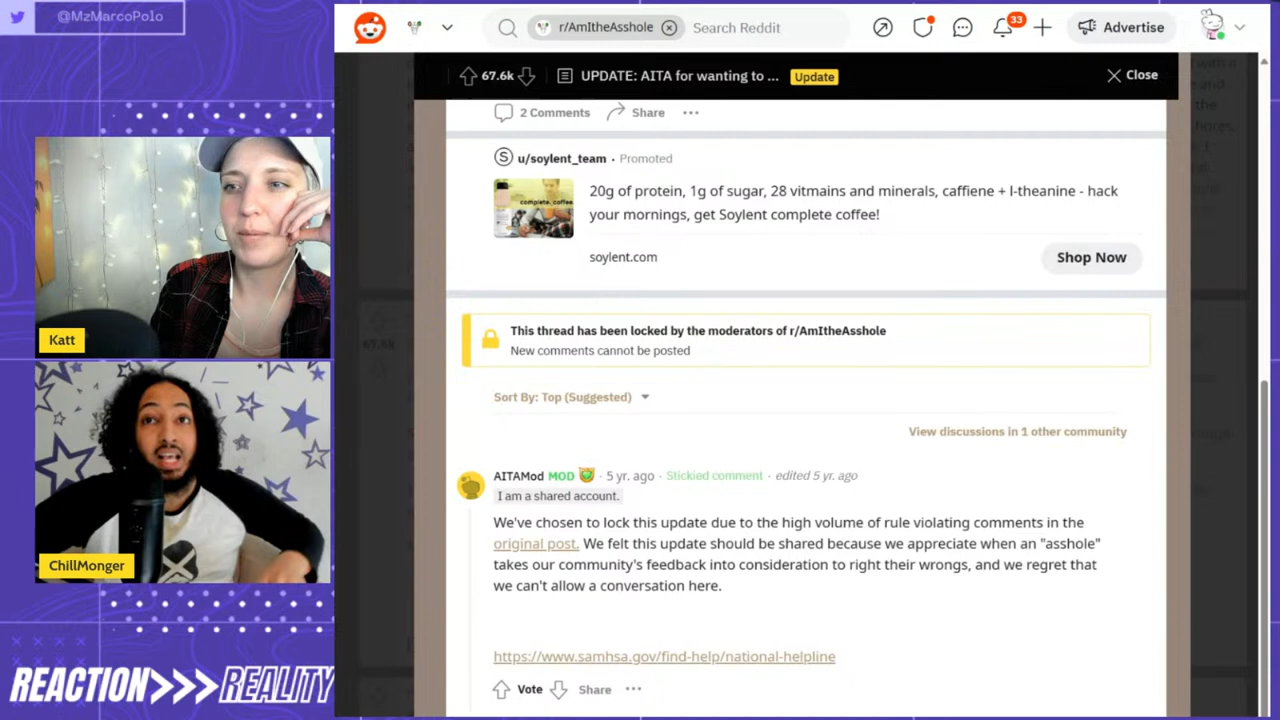 @MzMarcoPolo
r/AmItheAsshole
Search Reddit
33
Advertise
67.6k
UPDATE: AITA for wanting to ...
Update
Close
2 Comments
Share
u/soylent_team · Promoted
20g of protein, 1g of sugar, 28 vitmains and minerals, caffiene + l-theanine - hack
your mornings, get Soylent complete coffee!
complete. coffee
soylent.com
Shop Now
This thread has been locked by the moderators of r/AmItheAsshole
New comments cannot be posted
Sort By: Top (Suggested)
View discussions in 1 other community
AITAMod MOD 5 yr. ago · Stickied comment · edited 5 yr. ago
I am a shared account.
We've chosen to lock this update due to the high volume of rule violating comments in the
original post. We felt this update should be shared because we appreciate when an "asshole"
takes our community's feedback into consideration to right their wrongs, and we regret that
we can't allow a conversation here.
https://www.samhsa.gov/find-help/national-helpline
Vote
Share
Katt
ChillMonger
REACTION>>>REALITY